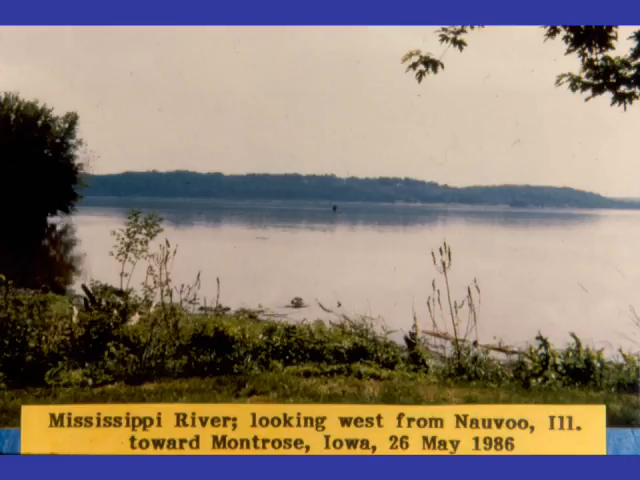 Mississippi River; looking west from Nauvoo, Ill.
toward Montrose, Iowa, 26 May 1986